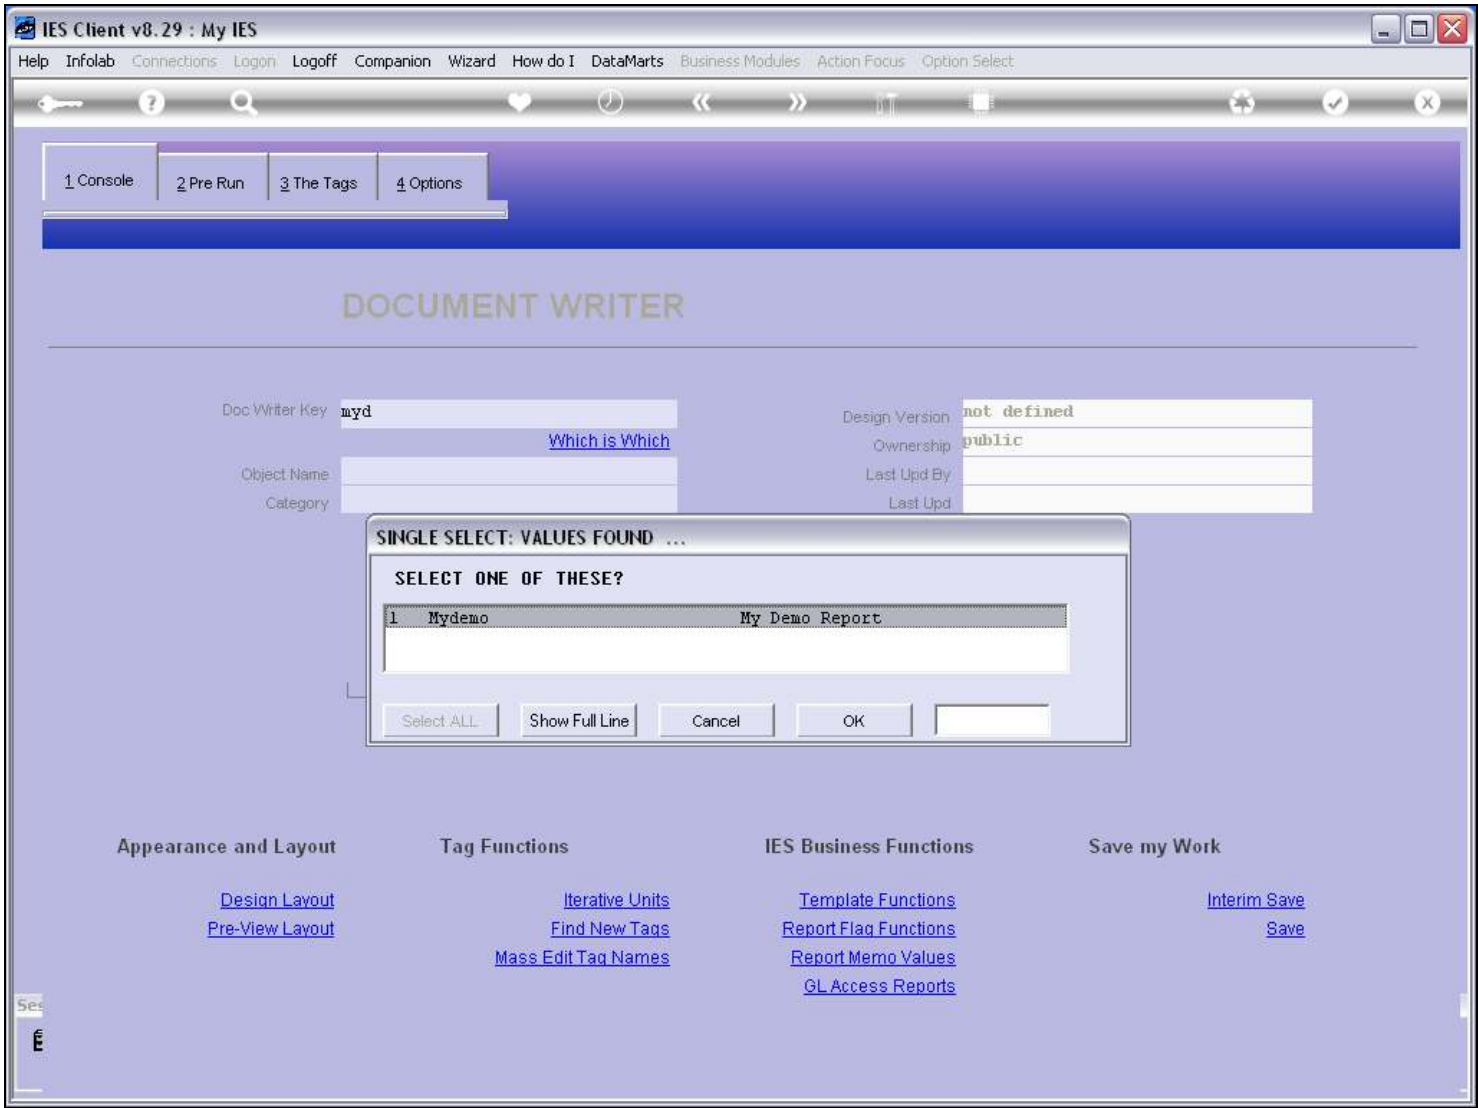 IES Client v8.29 : My IES
Help Infolab Connections Logon Logoff Companion Wizard How do I DataMarts Business Modules Action Focus Option Select
1 Console 2 Pre Run 3 The Tags 4 Options
DOCUMENT WRITER
Doc Writer Key myd Design Version not defined
Which is Which Ownership public
Object Name Last Upd By
Category Last Upd
SINGLE SELECT: VALUES FOUND ...
SELECT ONE OF THESE?
1 Mydemo My Demo Report
Select ALL Show Full Line Cancel OK
Appearance and Layout Tag Functions IES Business Functions Save my Work
Design Layout Iterative Units Template Functions Interim Save
Pre-View Layout Find New Tags Report Flag Functions Save
Mass Edit Tag Names Report Memo Values
GL Access Reports